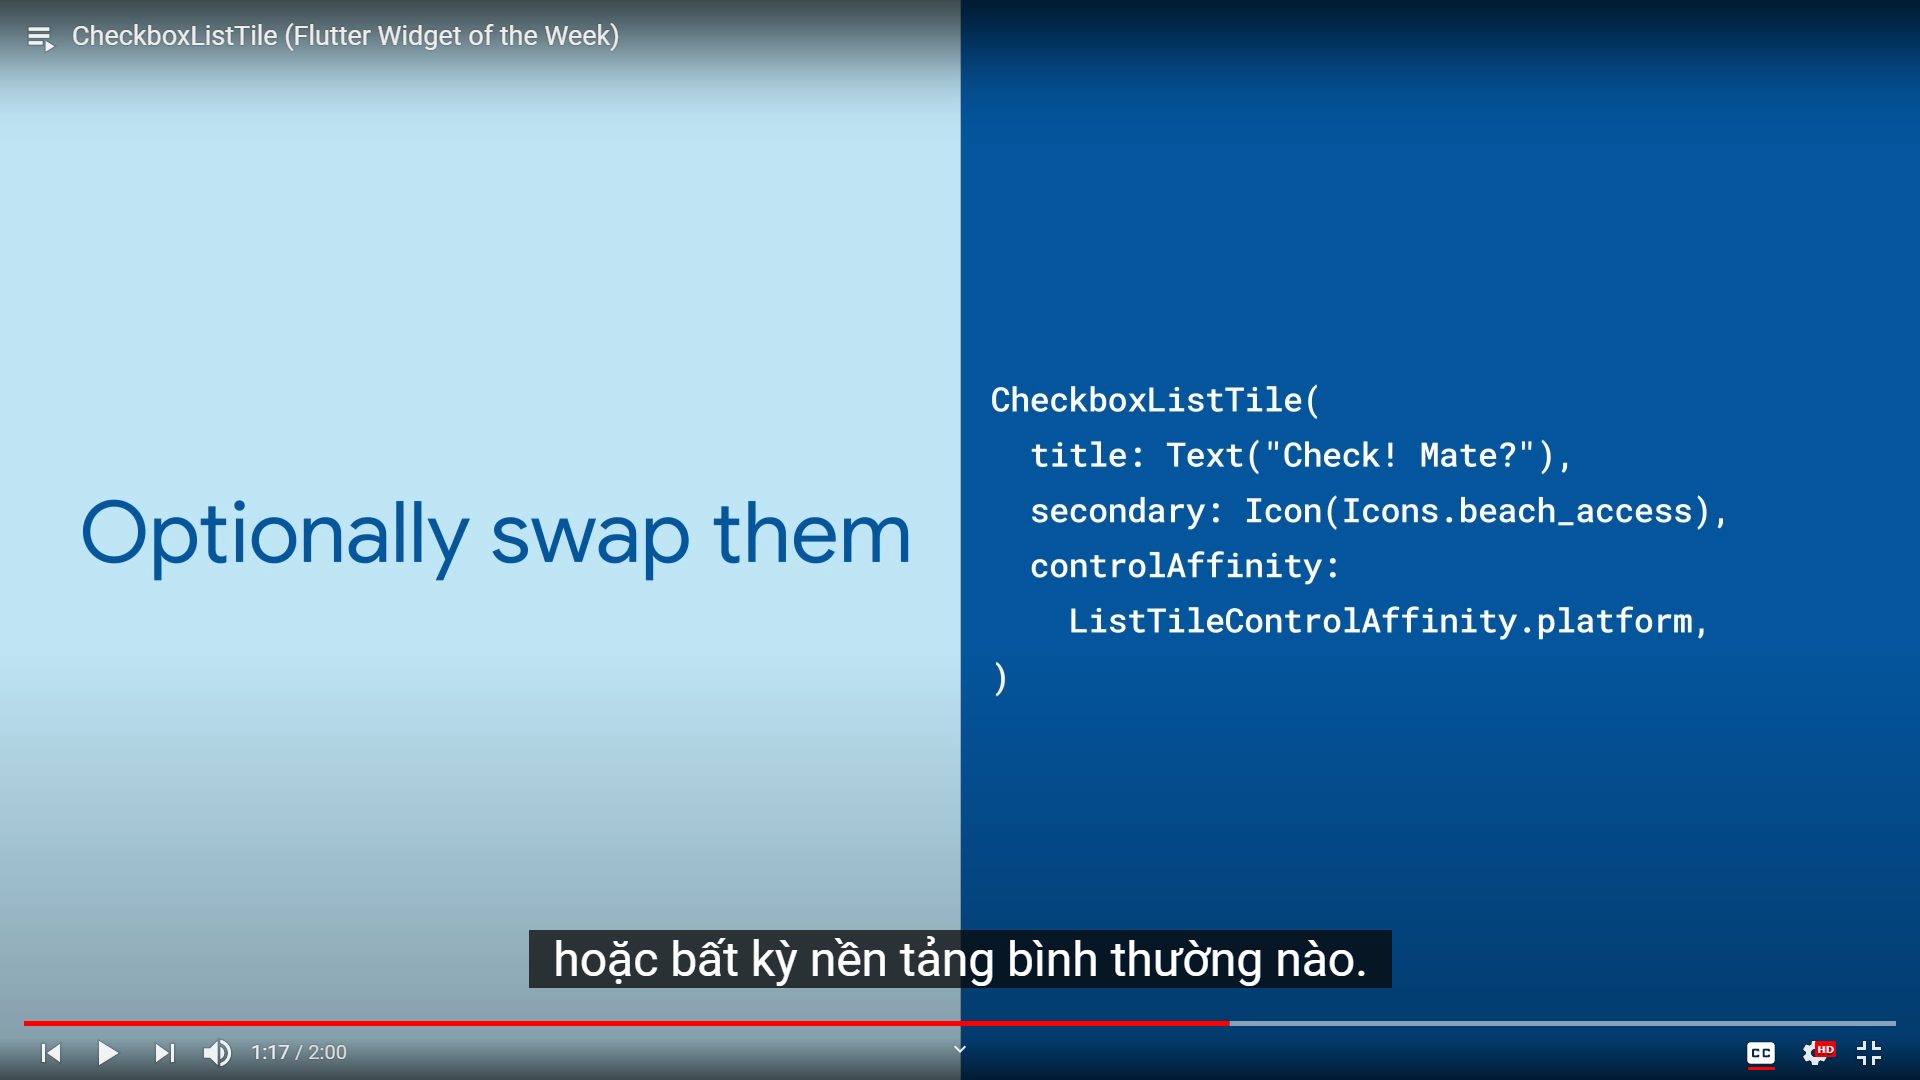 CheckboxListTile (Flutter Widget of the Week)
Optionally swap them
CheckboxListTile(
title: Text("Check! Mate?"),
secondary: Icon(Icons.beach_access),
controlAffinity:
ListTileControlAffinity.platform,
)
hoặc bất kỳ nền tảng bình thường nào.
1:17 / 2:00
CC
HD